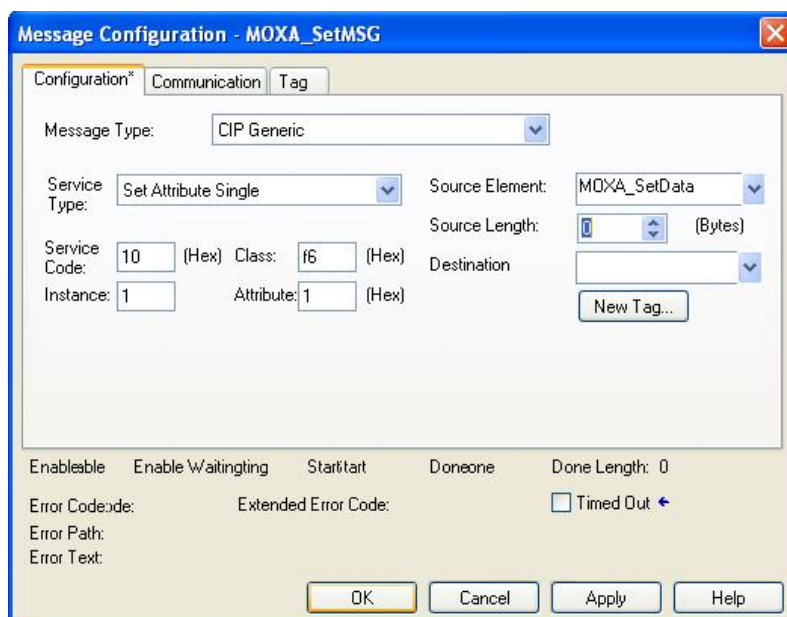 Message Configuration - MOXA_SetMSG
Configuration* Communication Tag
Message Type: CIP Generic
Service Type: Set Attribute Single
Source Element: MOXA_SetData
Source Length: 0 (Bytes)
Service Code: 10 (Hex) Class: f6 (Hex)
Destination
Instance: 1 Attribute: 1 (Hex)
New Tag...
Enableable Enable Waitingting Startstart Doneone Done Length: 0
Error Code:ode: Extended Error Code: Timed Out ←
Error Path:
Error Text:
OK Cancel Apply Help